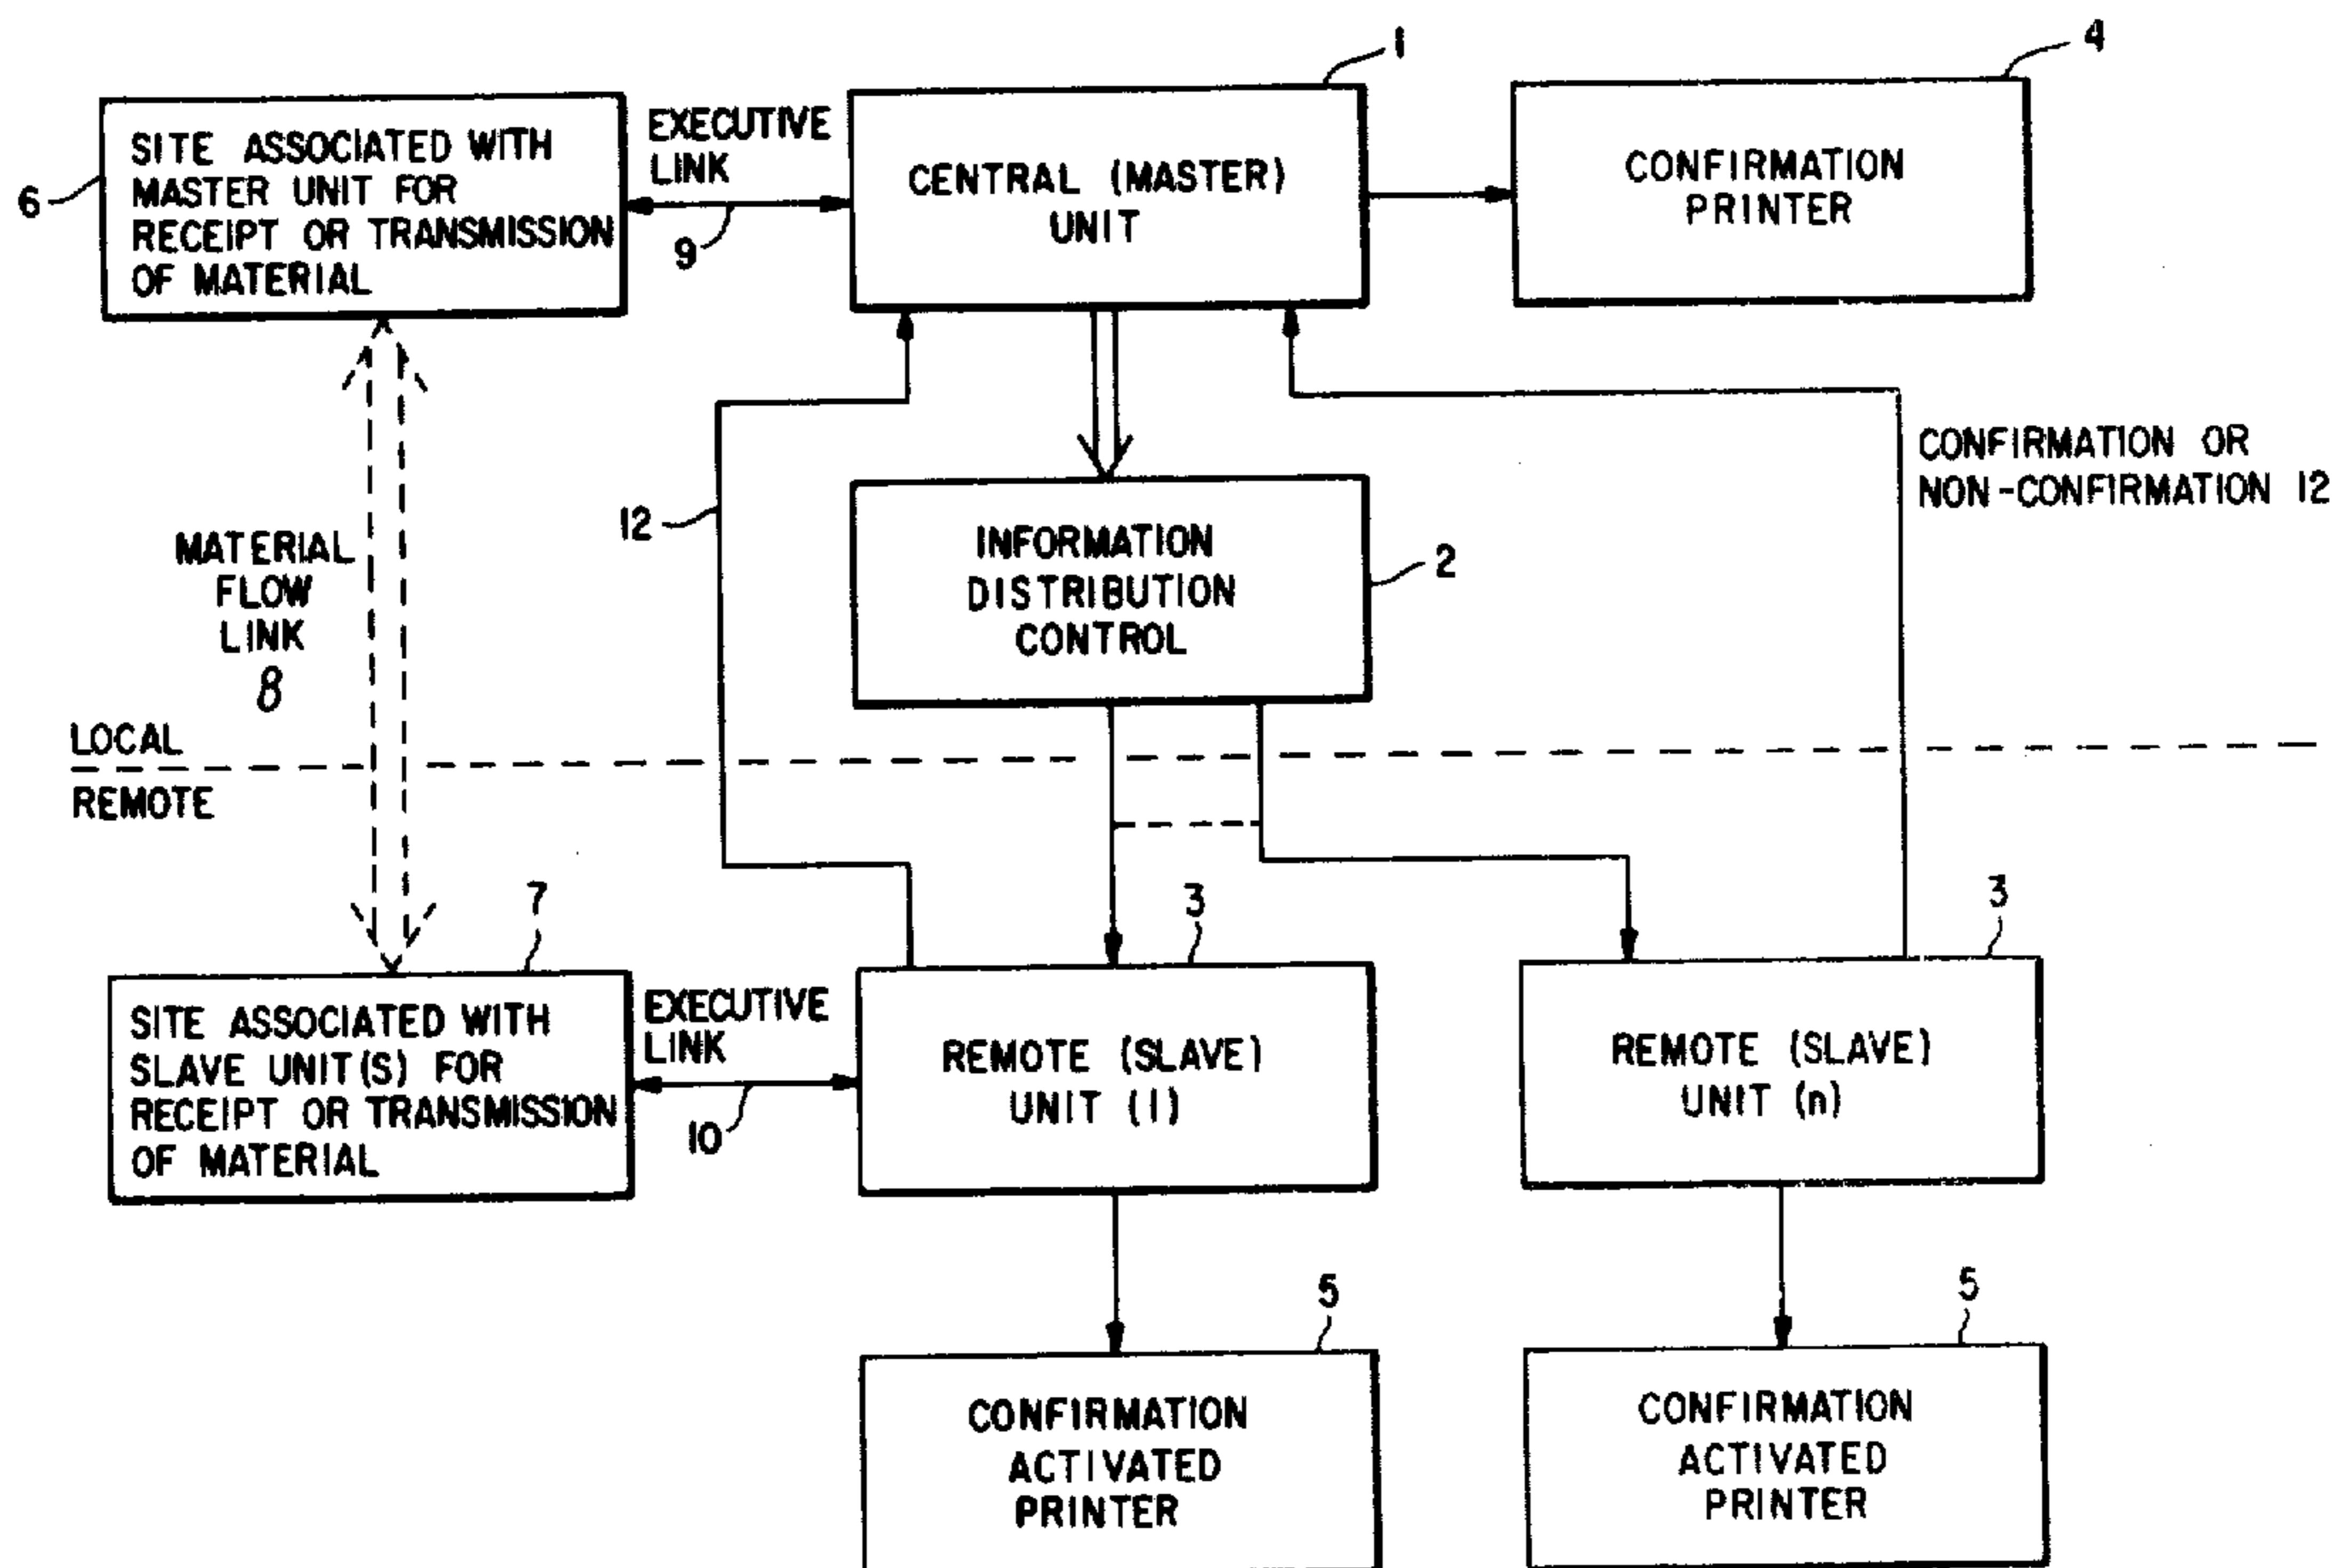 1
4
SITE ASSOCIATED WITH
MASTER UNIT FOR
RECEIPT OR TRANSMISSION
OF MATERIAL
6
EXECUTIVE
LINK
9
CENTRAL (MASTER)
UNIT
CONFIRMATION
PRINTER
CONFIRMATION OR
NON-CONFIRMATION 12
12
INFORMATION
DISTRIBUTION
CONTROL
2
MATERIAL
FLOW
LINK
8
LOCAL
REMOTE
7
3
3
SITE ASSOCIATED WITH
SLAVE UNIT(S) FOR
RECEIPT OR TRANSMISSION
OF MATERIAL
EXECUTIVE
LINK
10
REMOTE (SLAVE)
UNIT (1)
REMOTE (SLAVE)
UNIT (n)
5
5
CONFIRMATION
ACTIVATED
PRINTER
CONFIRMATION
ACTIVATED
PRINTER